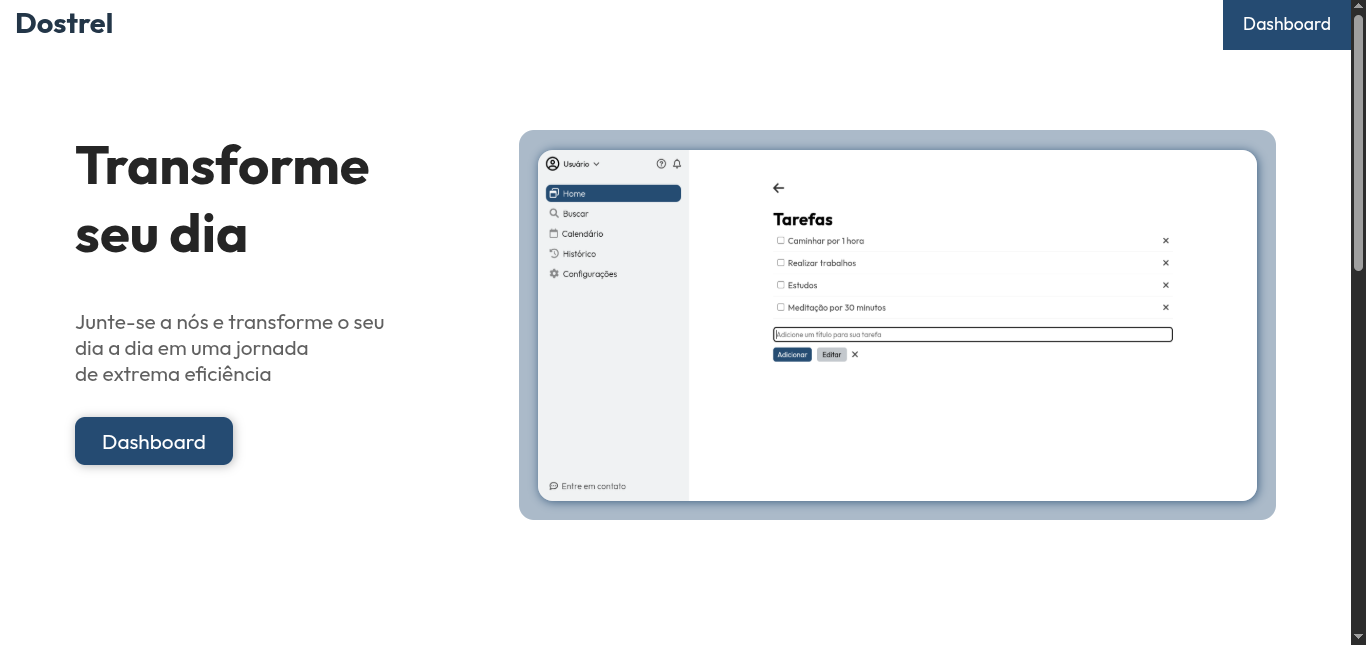 Dostrel
Dashboard
Transforme
seu dia
Junte-se a nós e transforme o seu
dia a dia em uma jornada
de extrema eficiência
Dashboard
Usuário
Home
Buscar
Calendário
Histórico
Configurações
Entre em contato
Tarefas
Caminhar por 1 hora
Realizar trabalhos
Estudos
Meditação por 30 minutos
Adicione um título para sua tarefa
Adicionar Editar